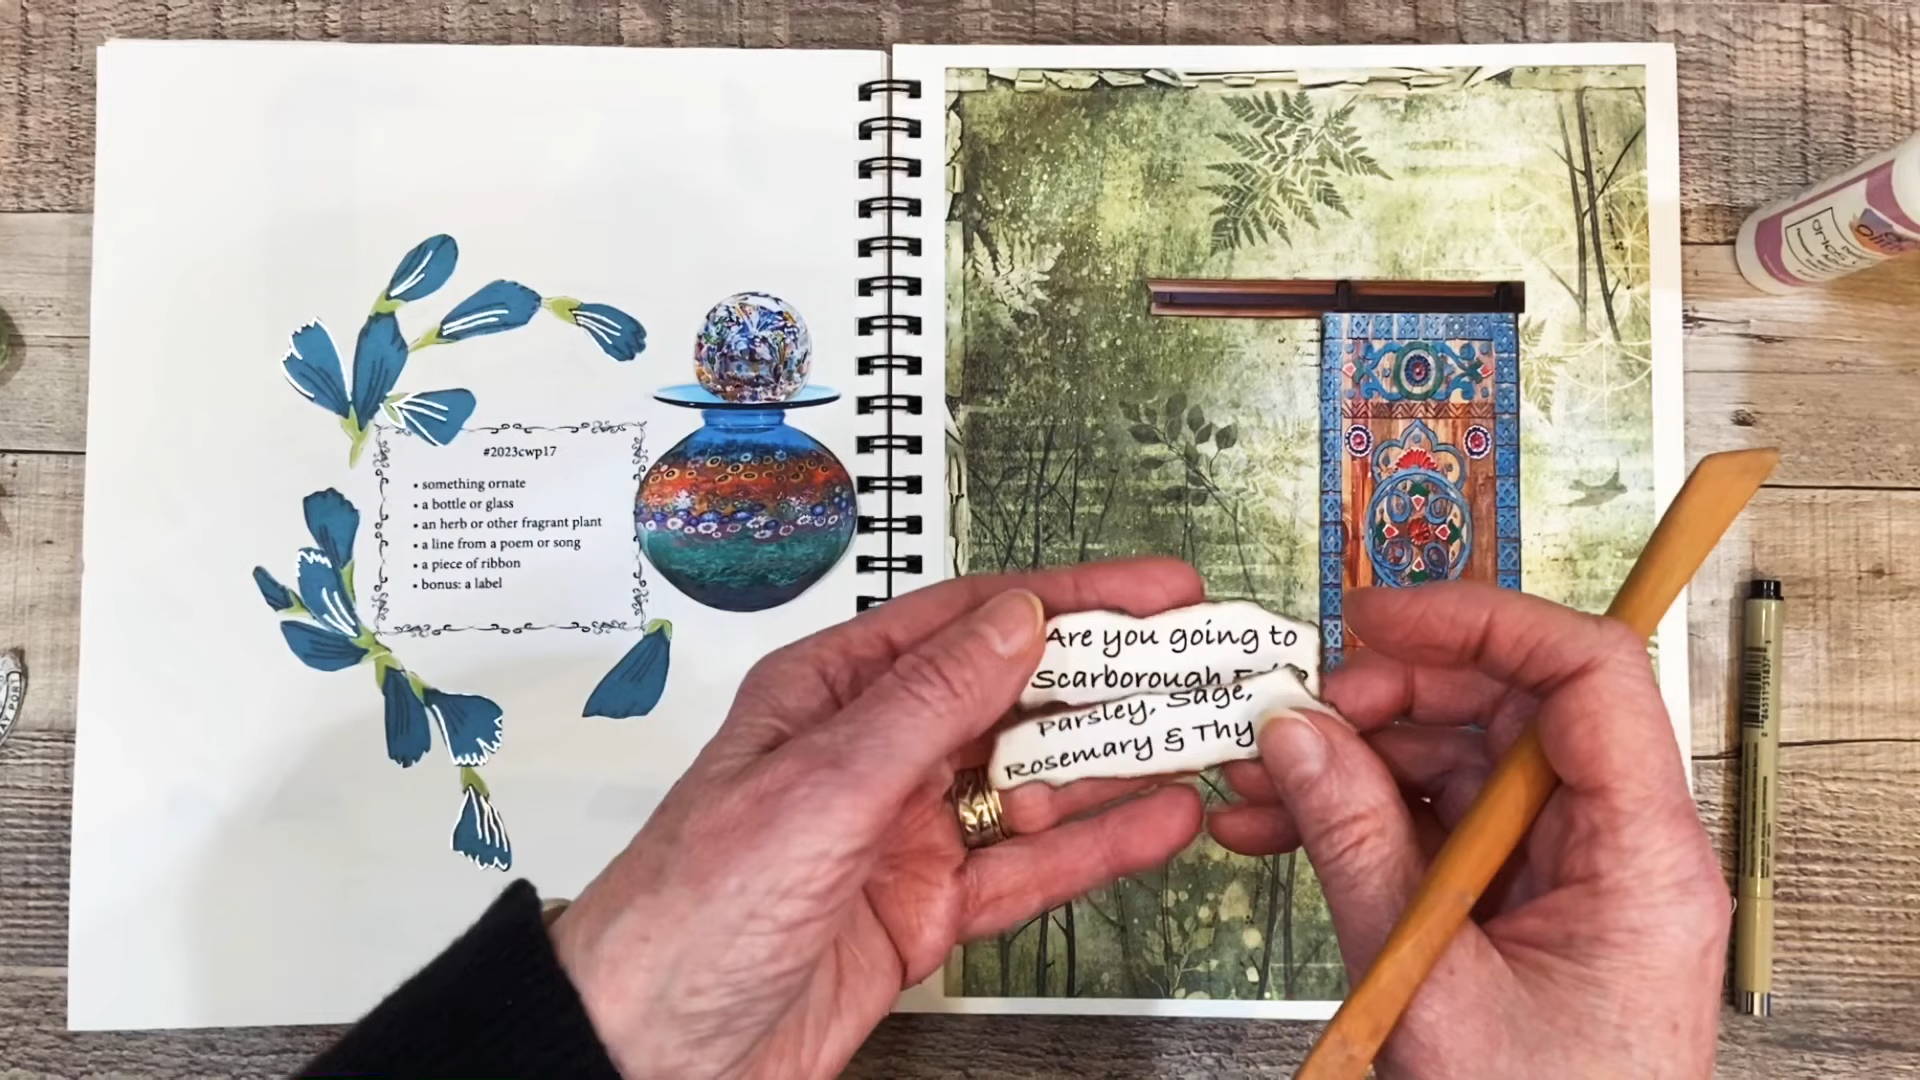 #2023cwp17
• something ornate
• a bottle or glass
• an herb or other fragrant plant
• a line from a poem or song
• a piece of ribbon
• bonus: a label
Are you going to
Scarborough
Parsley, Sage,
Rosemary & Thy